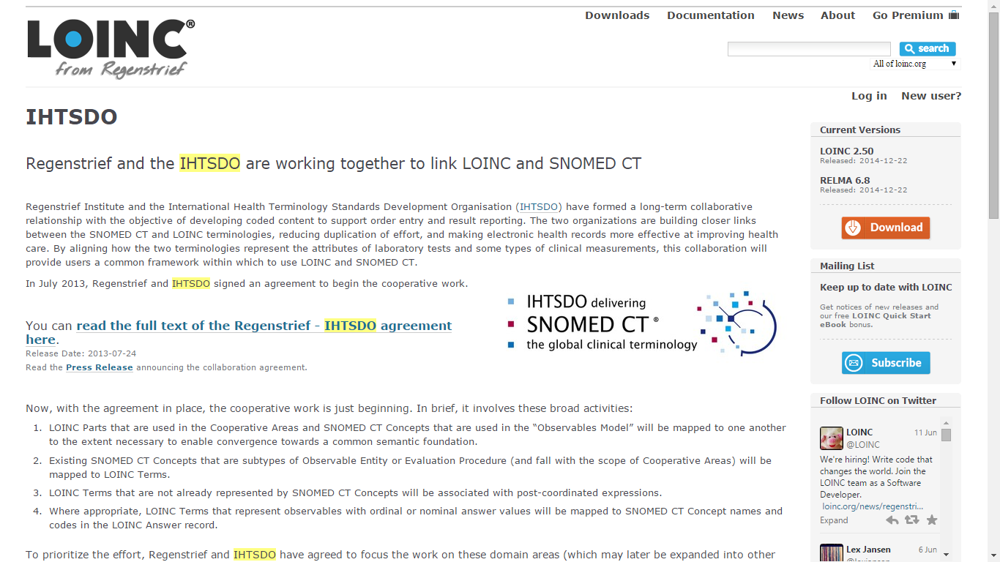 LOINC®
from Regenstrief
Downloads Documentation News About Go Premium
search
All of loinc.org
Log in New user?
IHTSDO
Regenstrief and the IHTSDO are working together to link LOINC and SNOMED CT
Regenstrief Institute and the International Health Terminology Standards Development Organisation (IHTSDO) have formed a long-term collaborative
relationship with the objective of developing coded content to support order entry and result reporting. The two organizations are building closer links
between the SNOMED CT and LOINC terminologies, reducing duplication of effort, and making electronic health records more effective at improving health
care. By aligning how the two terminologies represent the attributes of laboratory tests and some types of clinical measurements, this collaboration will
provide users a common framework within which to use LOINC and SNOMED CT.
In July 2013, Regenstrief and IHTSDO signed an agreement to begin the cooperative work.
IHTSDO delivering
SNOMED CT ®
the global clinical terminology
You can read the full text of the Regenstrief - IHTSDO agreement
here.
Release Date: 2013-07-24
Read the Press Release announcing the collaboration agreement.
Now, with the agreement in place, the cooperative work is just beginning. In brief, it involves these broad activities:
1. LOINC Parts that are used in the Cooperative Areas and SNOMED CT Concepts that are used in the “Observables Model” will be mapped to one another
to the extent necessary to enable convergence towards a common semantic foundation.
2. Existing SNOMED CT Concepts that are subtypes of Observable Entity or Evaluation Procedure (and fall with the scope of Cooperative Areas) will be
mapped to LOINC Terms.
3. LOINC Terms that are not already represented by SNOMED CT Concepts will be associated with post-coordinated expressions.
4. Where appropriate, LOINC Terms that represent observables with ordinal or nominal answer values will be mapped to SNOMED CT Concept names and
codes in the LOINC Answer record.
To prioritize the effort, Regenstrief and IHTSDO have agreed to focus the work on these domain areas (which may later be expanded into other
Current Versions
LOINC 2.50
Released: 2014-12-22
RELMA 6.8
Released: 2014-12-22
Download
Mailing List
Keep up to date with LOINC
Get notices of new releases and
our free LOINC Quick Start
eBook bonus.
Subscribe
Follow LOINC on Twitter
LOINC 11 Jun
@LOINC
We're hiring! Write code that
changes the world. Join the
LOINC team as a Software
Developer.
loinc.org/news/regenstri...
Expand
Lex Jansen 6 Jun